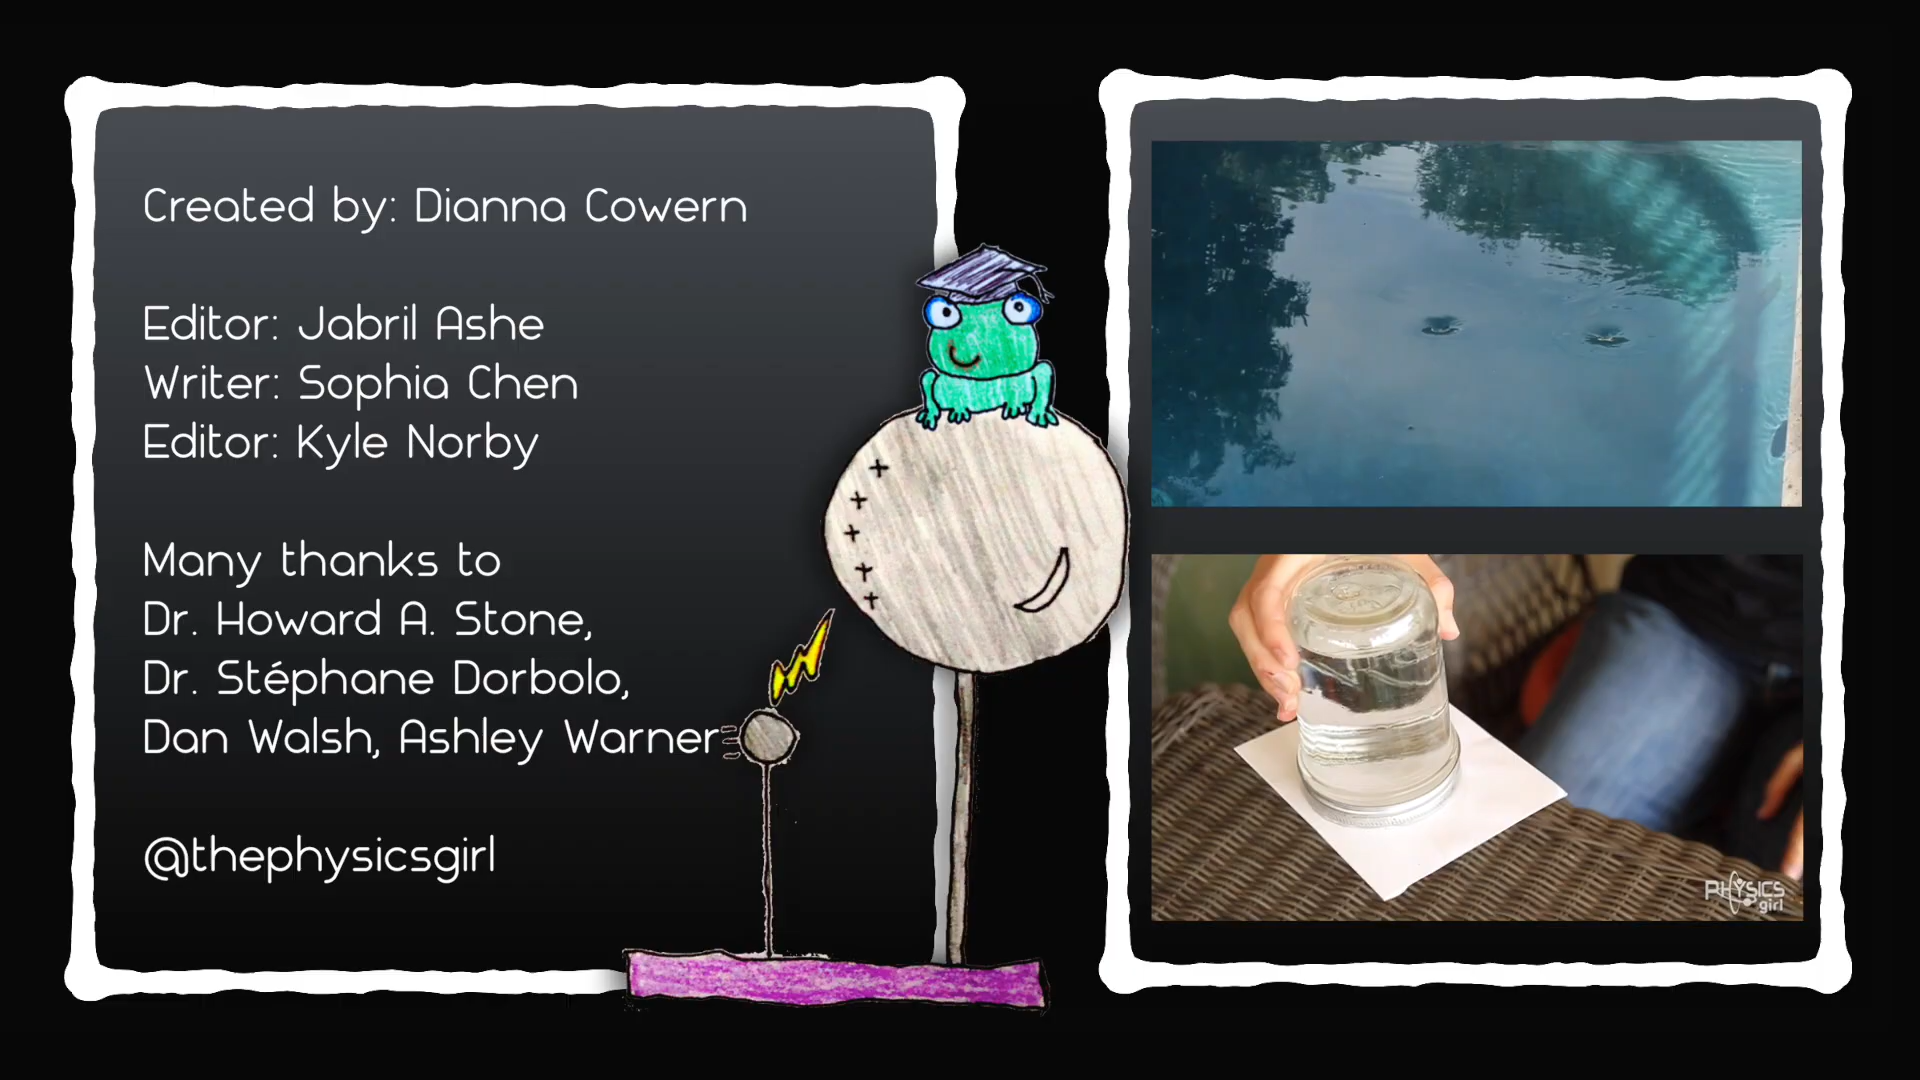 Created by: Dianna Cowern
Editor: Jabril Ashe
Writer: Sophia Chen
Editor: Kyle Norby
Many thanks to
Dr. Howard A. Stone,
Dr. Stéphane Dorbolo,
Dan Walsh, Ashley Warner
@thephysicsgirl
+
+
+
+
+
PHYSICS
girl